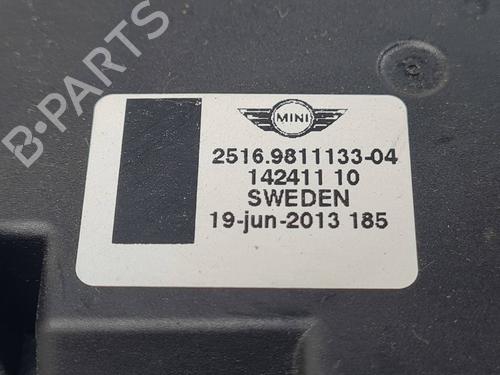 B-PARTS
MINI
2516.9811133-04
142411 10
SWEDEN
19-jun-2013 185